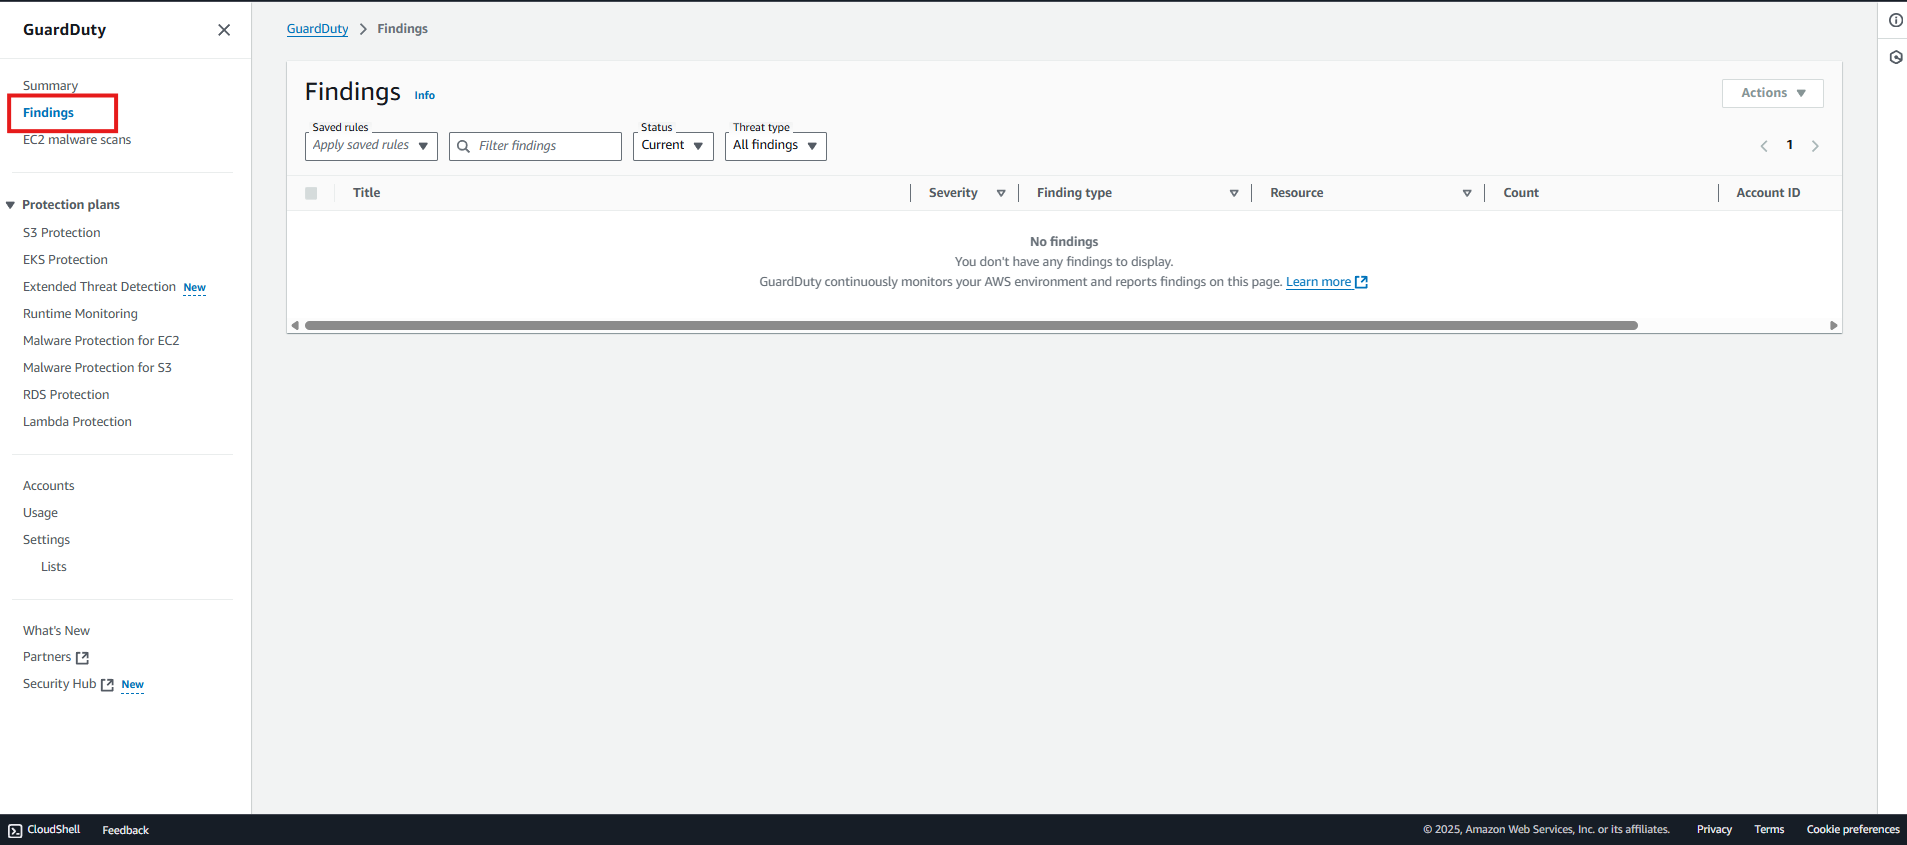 GuardDuty
Summary
Findings
EC2 malware scans
Protection plans
S3 Protection
EKS Protection
Extended Threat Detection New
Runtime Monitoring
Malware Protection for EC2
Malware Protection for S3
RDS Protection
Lambda Protection
Accounts
Usage
Settings
Lists
What's New
Partners
Security Hub New
GuardDuty > Findings
Findings Info
Actions
Saved rules
Apply saved rules
Filter findings
Status
Current
Threat type
All findings
1
Title Severity Finding type Resource Count Account ID
No findings
You don't have any findings to display.
GuardDuty continuously monitors your AWS environment and reports findings on this page. Learn more
CloudShell Feedback © 2025, Amazon Web Services, Inc. or its affiliates. Privacy Terms Cookie preferences